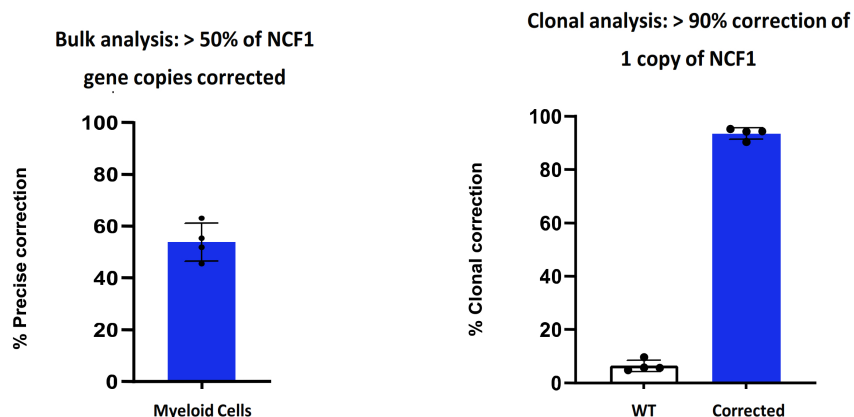 Bulk analysis: > 50% of NCF1
gene copies corrected
% Precise correction
100
80
60
40
20
0
Myeloid Cells
Clonal analysis: > 90% correction of
1 copy of NCF1
% Clonal correction
100
80
60
40
20
0
WT
Corrected